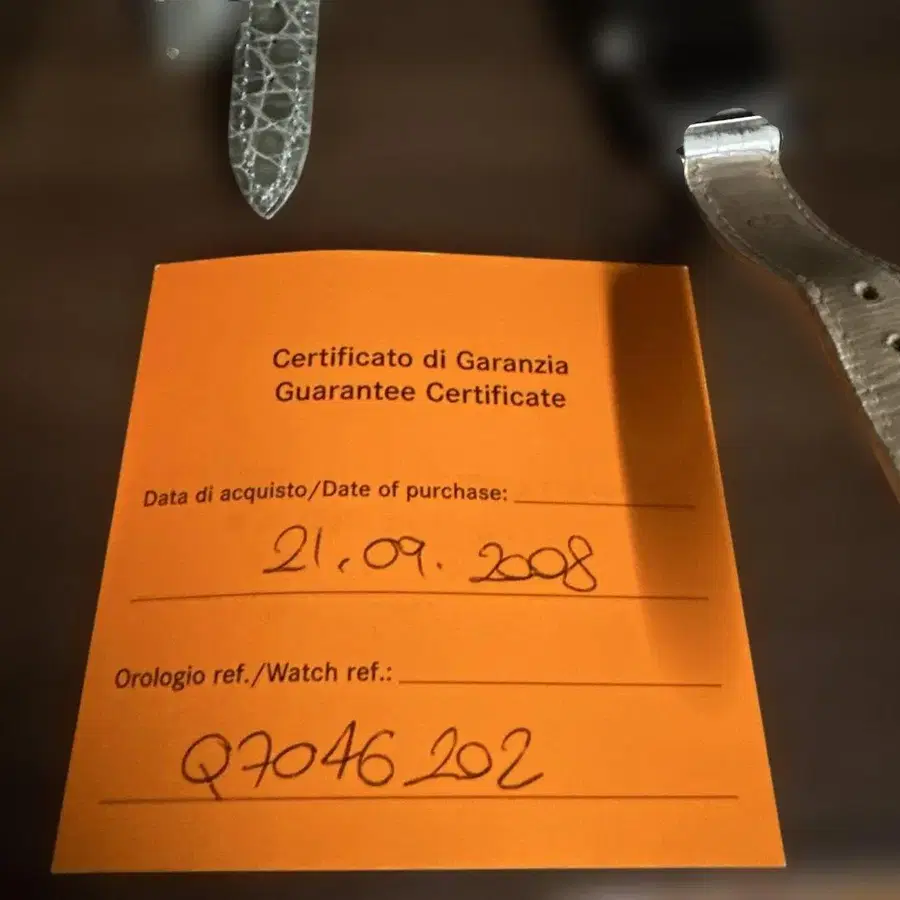 Certificato di Garanzia
Guarantee Certificate
Data di acquisto/Date of purchase:
21.09.2008
Orologio ref./Watch ref.:
Q7046202